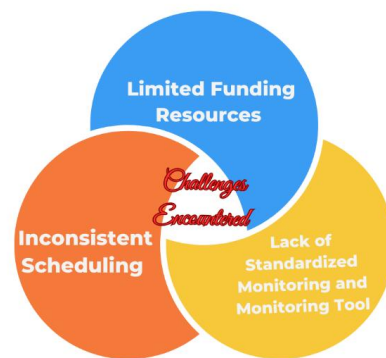 Limited Funding
Resources
Challenges
Encountered
Inconsistent
Scheduling
Lack of
Standardized
Monitoring and
Monitoring Tool